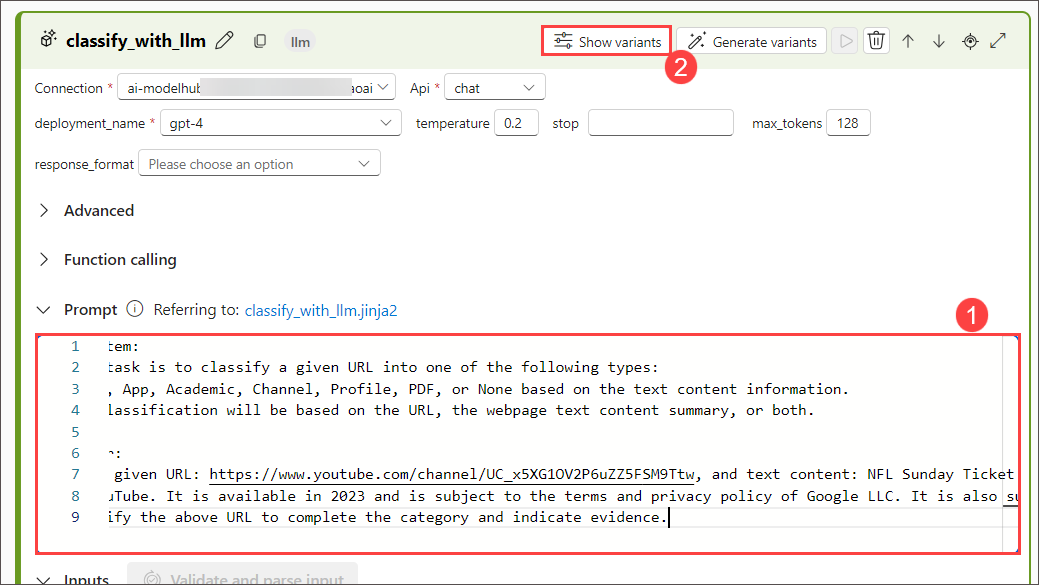 classify_with_llm llm Show variants Generate variants
2
Connection * ai-modelhub aoai Api * chat
deployment_name * gpt-4 temperature 0.2 stop max_tokens 128
response_format Please choose an option
Advanced
Function calling
Prompt Referring to: classify_with_llm.jinja2
1
1 tem:
2 task is to classify a given URL into one of the following types:
3 , App, Academic, Channel, Profile, PDF, or None based on the text content information.
4 lassification will be based on the URL, the webpage text content summary, or both.
5
6 :
7 given URL: https://www.youtube.com/channel/UC_x5XG1OV2P6uZZ5FSM9Ttw, and text content: NFL Sunday Ticket
8 uTube. It is available in 2023 and is subject to the terms and privacy policy of Google LLC. It is also su
9 ify the above URL to complete the category and indicate evidence.
Inputs Validate and parse input